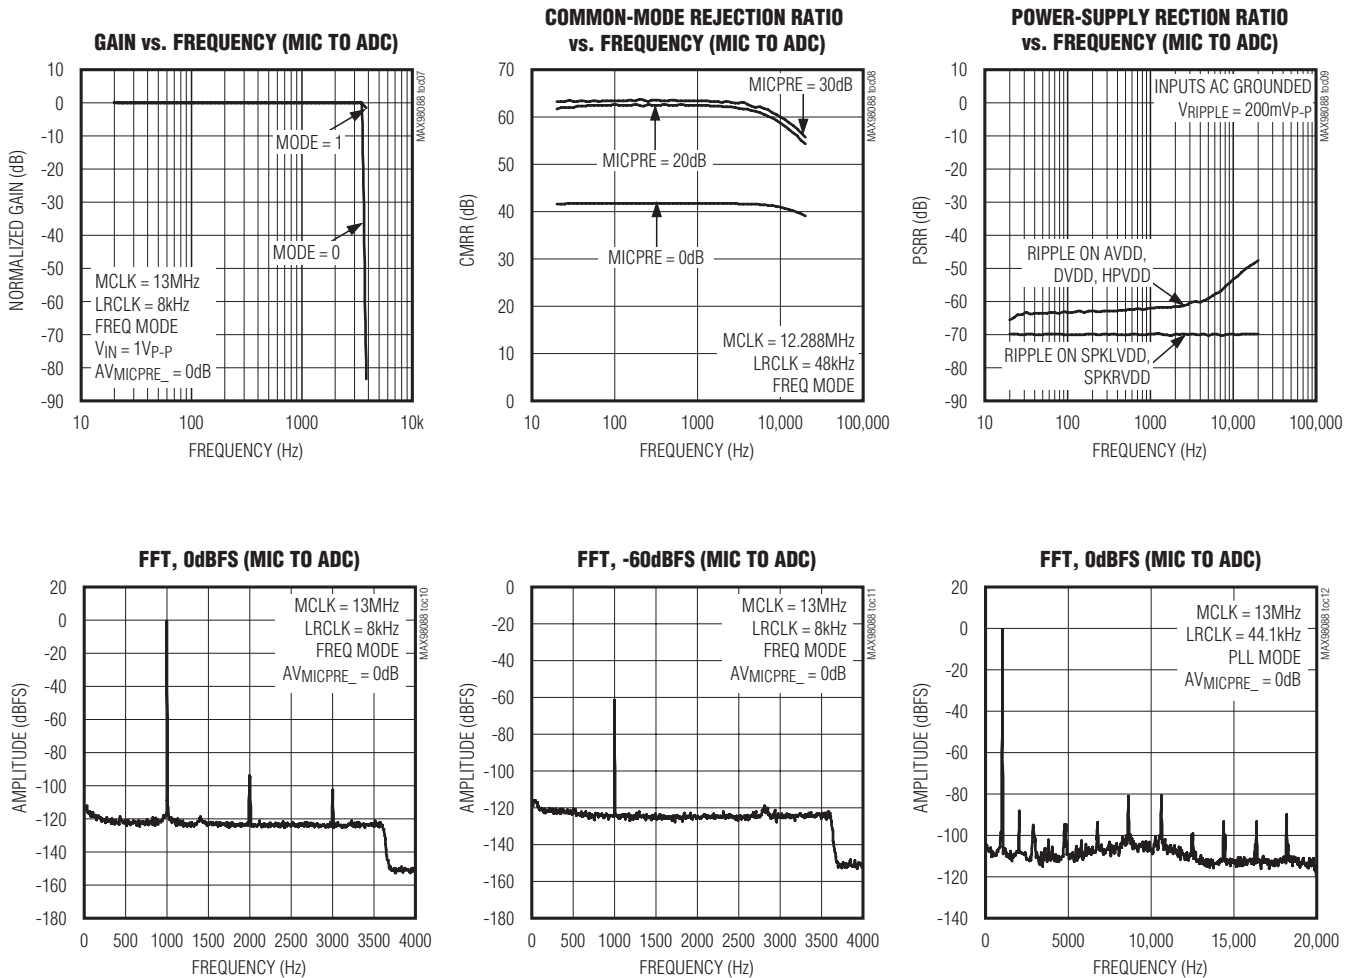 GAIN vs. FREQUENCY (MIC TO ADC)
10
0
-10
-20
-30
-40
-50
-60
-70
-80
-90
NORMALIZED GAIN (dB)
MODE = 1
MODE = 0
MCLK = 13MHz
LRCLK = 8kHz
FREQ MODE
VIN = 1VP-P
AVMICPRE_ = 0dB
10
100
1000
10k
FREQUENCY (Hz)
MAX98088 toc07
COMMON-MODE REJECTION RATIO
vs. FREQUENCY (MIC TO ADC)
70
60
50
40
30
20
10
0
CMRR (dB)
MICPRE = 30dB
MICPRE = 20dB
MICPRE = 0dB
MCLK = 12.288MHz
LRCLK = 48kHz
FREQ MODE
10
100
1000
10,000
100,000
FREQUENCY (Hz)
MAX98088 toc08
POWER-SUPPLY RECTION RATIO
vs. FREQUENCY (MIC TO ADC)
10
0
-10
-20
-30
-40
-50
-60
-70
-80
-90
PSRR (dB)
INPUTS AC GROUNDED
VRIPPLE = 200mVP-P
RIPPLE ON AVDD,
DVDD, HPVDD
RIPPLE ON SPKLVDD,
SPKRVDD
10
100
1000
10,000
100,000
FREQUENCY (Hz)
MAX98088 toc09
FFT, 0dBFS (MIC TO ADC)
20
0
-20
-40
-60
-80
-100
-120
-140
-160
-180
AMPLITUDE (dBFS)
MCLK = 13MHz
LRCLK = 8kHz
FREQ MODE
AVMICPRE_ = 0dB
0
500
1000
1500
2000
2500
3000
3500
4000
FREQUENCY (Hz)
MAX98088 toc10
FFT, -60dBFS (MIC TO ADC)
0
-20
-40
-60
-80
-100
-120
-140
-160
-180
AMPLITUDE (dBFS)
MCLK = 13MHz
LRCLK = 8kHz
FREQ MODE
AVMICPRE_ = 0dB
0
500
1000
1500
2000
2500
3000
3500
4000
FREQUENCY (Hz)
MAX98088 toc11
FFT, 0dBFS (MIC TO ADC)
20
0
-20
-40
-60
-80
-100
-120
-140
AMPLITUDE (dBFS)
MCLK = 13MHz
LRCLK = 44.1kHz
PLL MODE
AVMICPRE_ = 0dB
0
5000
10,000
15,000
20,000
FREQUENCY (Hz)
MAX98088 toc12